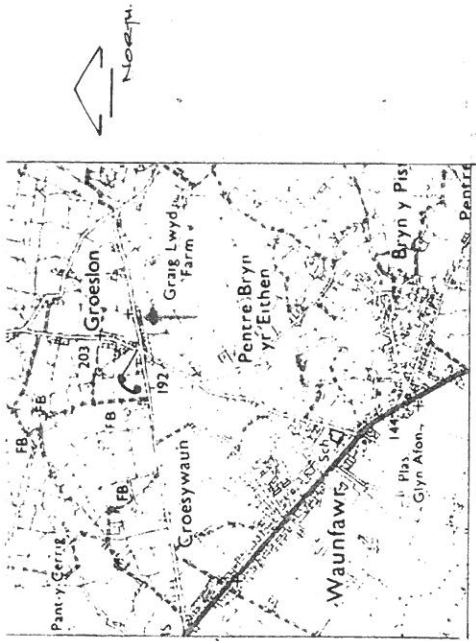 FB
FB
Pant-y Cerrig
203
Groeslon
FB
FB
NORTH.
192
Graig Lwyd
Farm
Croesywaun
Pentre Bryn
yr Eithen
Sch
Waunfawr
144
Bryn y Pis
Plas
Glyn Afon
Pentre